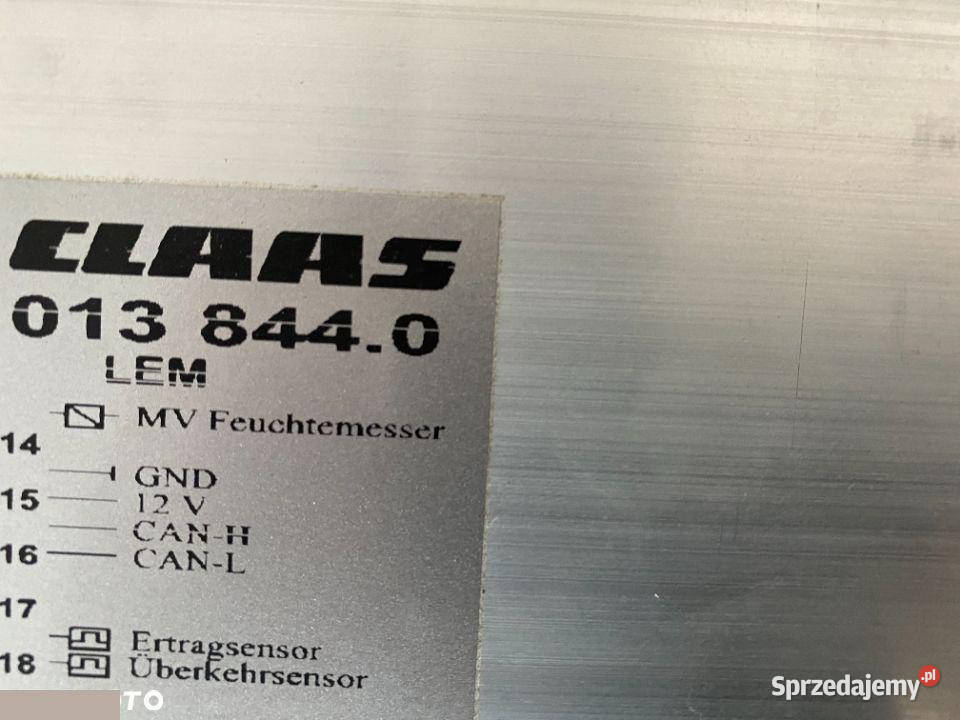 CLAAS
013 844.0
LEM
MV Feuchtemesser
14
GND
15
12 V
CAN-H
16
CAN-L
17
Ertragsensor
18
Überkehrsensor
Sprzedajemy.pl